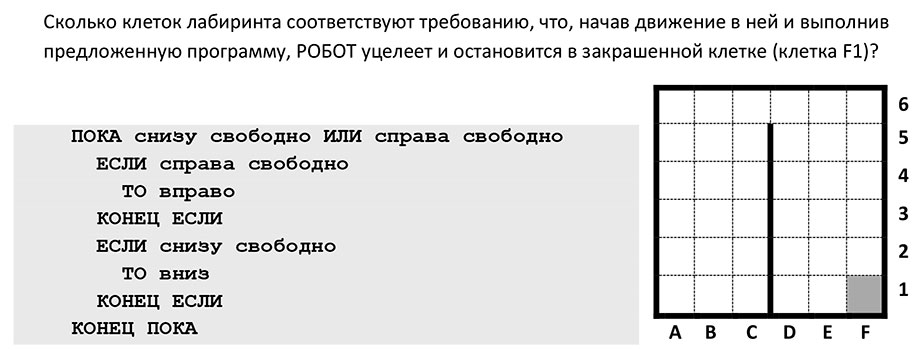 Сколько клеток лабиринта соответствуют требованию, что, начав движение в ней и выполнив
предложенную программу, РОБОТ уцелеет и остановится в закрашенной клетке (клетка F1)?
ПОКА снизу свободно ИЛИ справа свободно
ЕСЛИ справа свободно
ТО вправо
КОНЕЦ ЕСЛИ
ЕСЛИ снизу свободно
ТО вниз
КОНЕЦ ЕСЛИ
КОНЕЦ ПОКА
6
5
4
3
2
1
A B C D E F